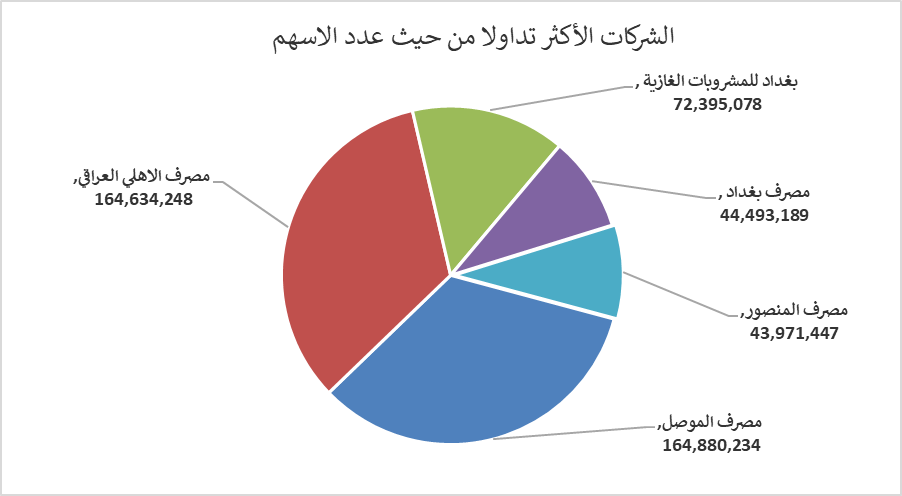 الشركات الأكثر تداولا من حيث عدد الاسهم
بغداد للمشروبات الغازية ,
72,395,078
مصرف الاهلي العراقي,
164,634,248
مصرف بغداد ,
44,493,189
مصرف المنصور,
43,971,447
مصرف الموصل,
164,880,234